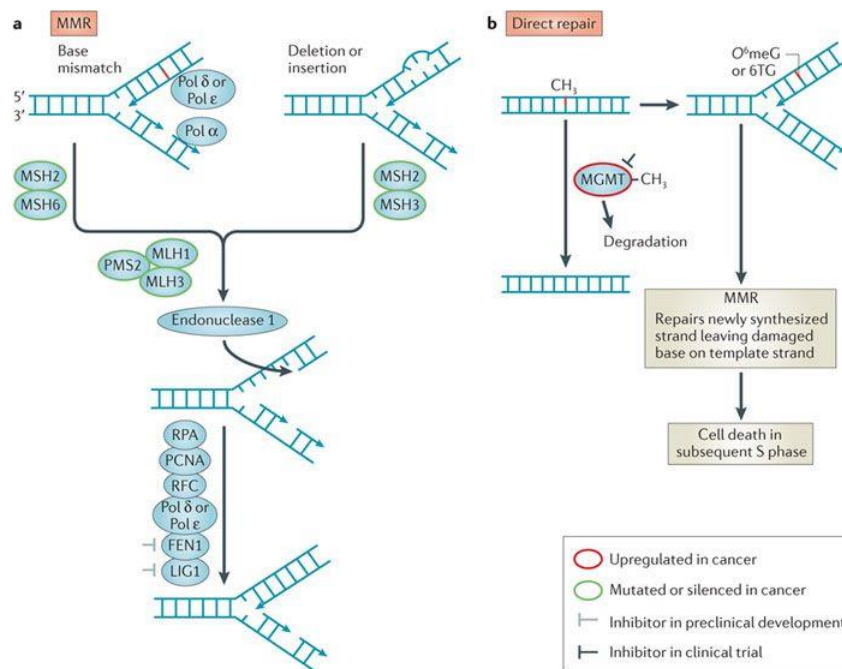 a MMR
Base
mismatch
Deletion or
insertion
5′
3′
Pol δ or
Pol ε
Pol α
MSH2
MSH6
MSH2
MSH3
MLH1
PMS2
MLH3
Endonuclease 1
RPA
PCNA
RFC
Pol δ or
Pol ε
FEN1
LIG1
b Direct repair
CH₃
O⁶meG
or 6TG
MGMT
CH₃
Degradation
MMR
Repairs newly synthesized
strand leaving damaged
base on template strand
Cell death in
subsequent S phase
Upregulated in cancer
Mutated or silenced in cancer
Inhibitor in preclinical development
Inhibitor in clinical trial